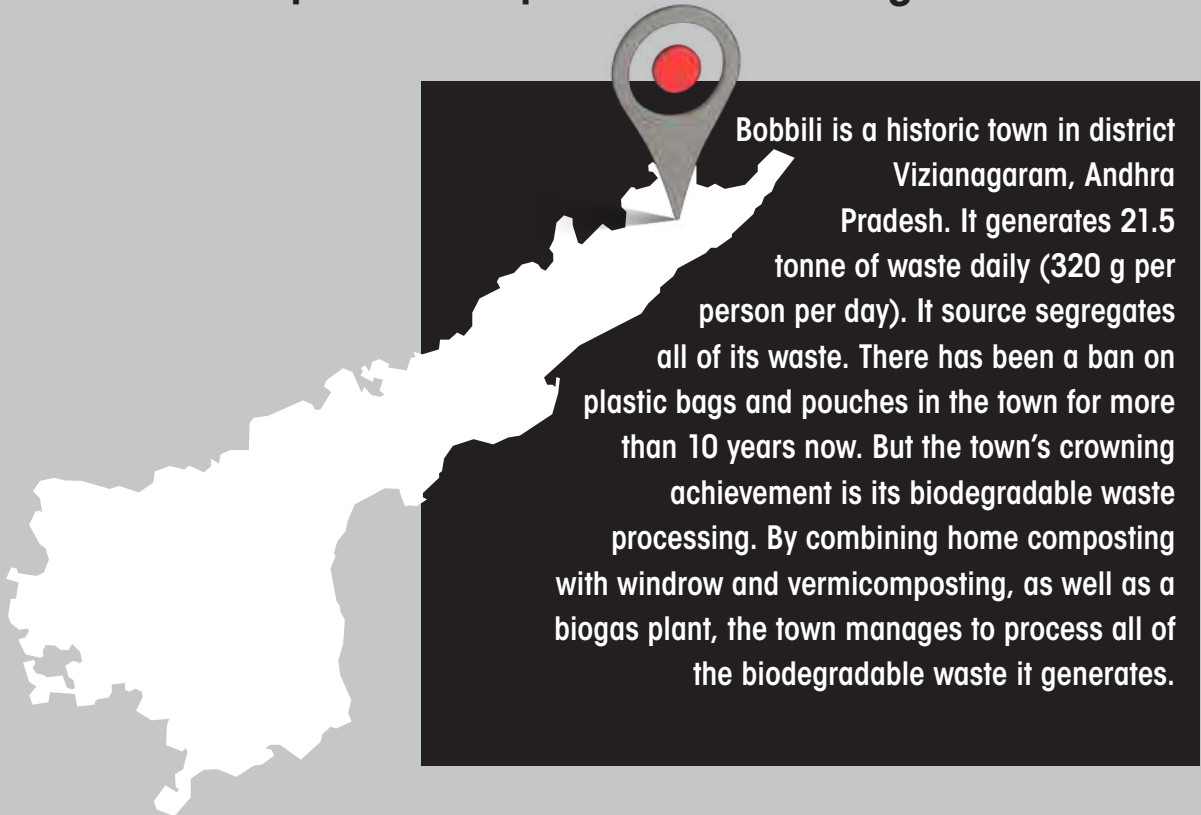 Bobbili is a historic town in district
Vizianagaram, Andhra
Pradesh. It generates 21.5
tonne of waste daily (320 g per
person per day). It source segregates
all of its waste. There has been a ban on
plastic bags and pouches in the town for more
than 10 years now. But the town’s crowning
achievement is its biodegradable waste
processing. By combining home composting
with windrow and vermicomposting, as well as a
biogas plant, the town manages to process all of
the biodegradable waste it generates.